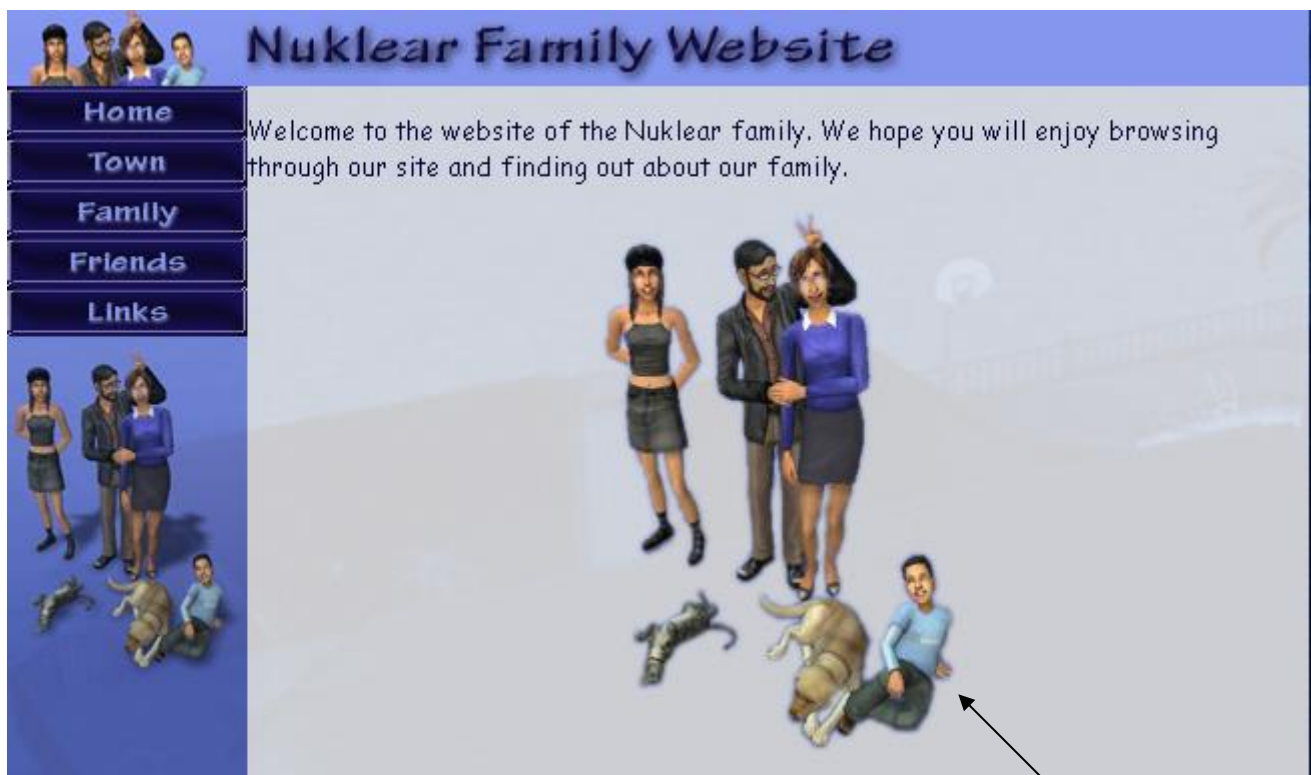 Nuklear Family Website
Home
Town
Family
Friends
Links
Welcome to the website of the Nuklear family. We hope you will enjoy browsing
through our site and finding out about our family.